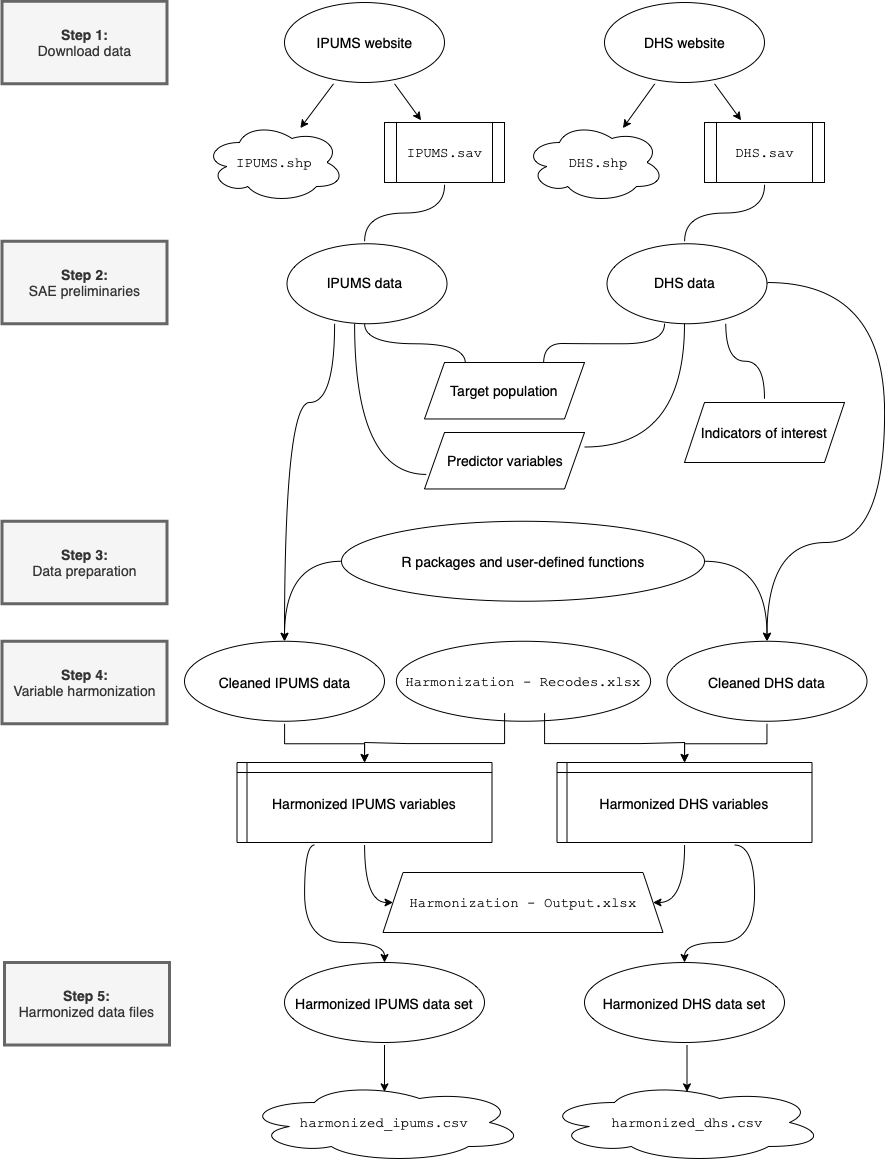 Step 1:
Download data
IPUMS website
DHS website
IPUMS.shp
IPUMS.sav
DHS.shp
DHS.sav
Step 2:
SAE preliminaries
IPUMS data
DHS data
Target population
Indicators of interest
Predictor variables
Step 3:
Data preparation
R packages and user-defined functions
Step 4:
Variable harmonization
Cleaned IPUMS data
Harmonization - Recodes.xlsx
Cleaned DHS data
Harmonized IPUMS variables
Harmonized DHS variables
Harmonization - Output.xlsx
Step 5:
Harmonized data files
Harmonized IPUMS data set
Harmonized DHS data set
harmonized_ipums.csv
harmonized_dhs.csv